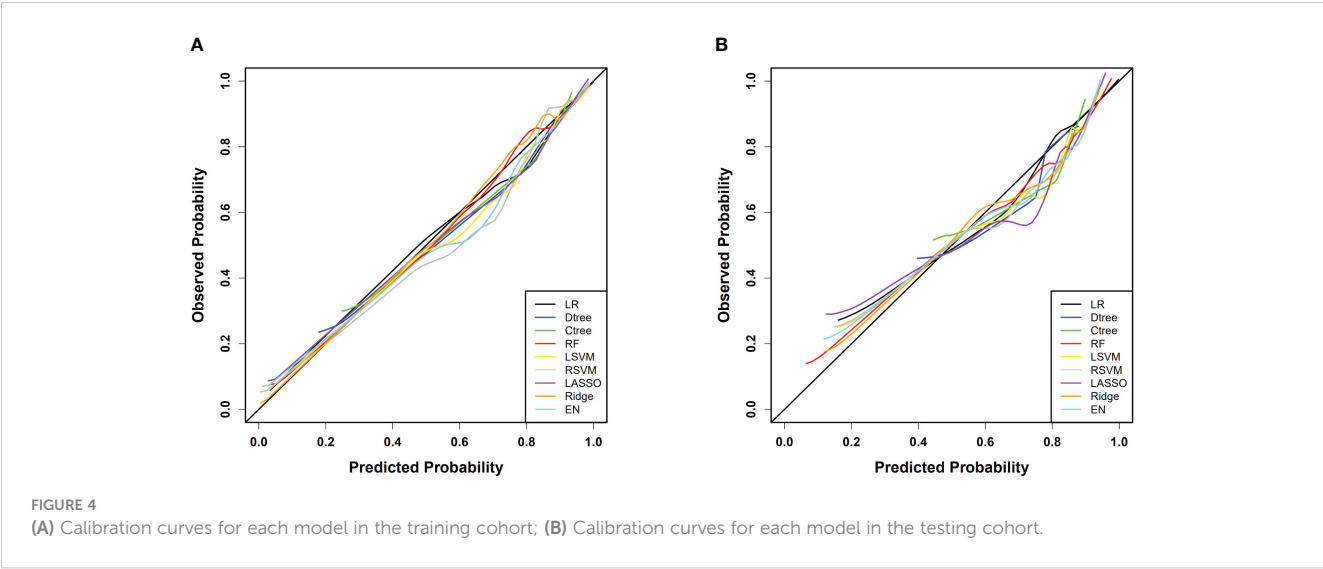 A
B
Observed Probability
1.0
0.8
0.6
0.4
0.2
0.0
LR
Dtree
Ctree
RF
LSVM
RSVM
LASSO
Ridge
EN
0.0 0.2 0.4 0.6 0.8 1.0
Predicted Probability
Observed Probability
1.0
0.8
0.6
0.4
0.2
0.0
LR
Dtree
Ctree
RF
LSVM
RSVM
LASSO
Ridge
EN
0.0 0.2 0.4 0.6 0.8 1.0
Predicted Probability
FIGURE 4
(A) Calibration curves for each model in the training cohort; (B) Calibration curves for each model in the testing cohort.